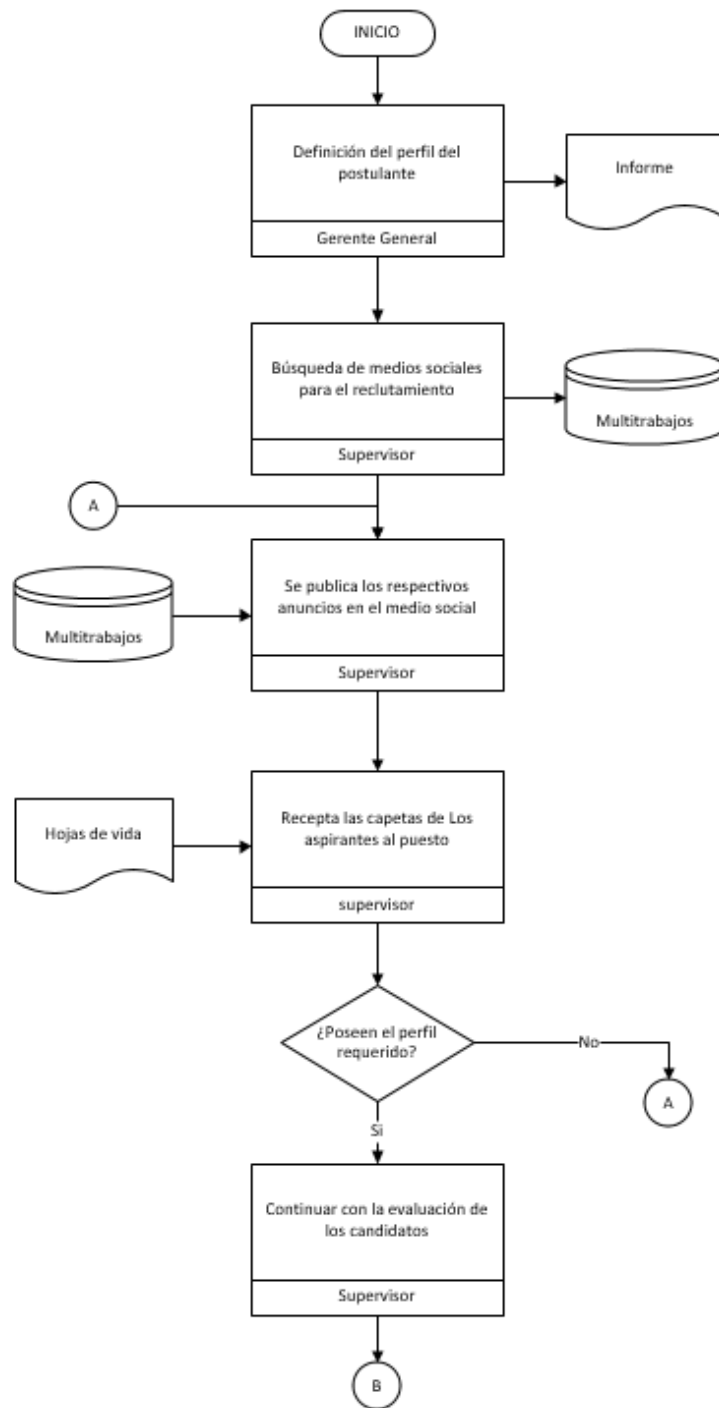 INICIO
Definición del perfil del
postulante
Gerente General
Informe
Búsqueda de medios sociales
para el reclutamiento
Supervisor
Multitrabajos
A
Se publica los respectivos
anuncios en el medio social
Supervisor
Multitrabajos
Hojas de vida
Recepta las capetas de Los
aspirantes al puesto
supervisor
¿Poseen el perfil
requerido?
No
A
Si
Continuar con la evaluación de
los candidatos
Supervisor
B